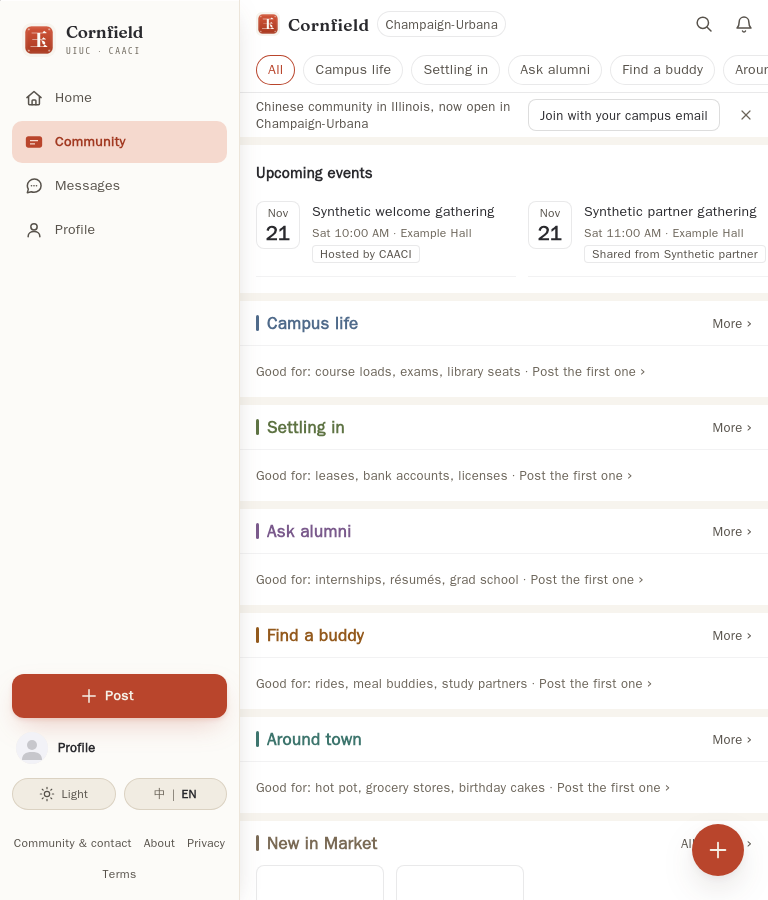 Cornfield
UIUC · CAACI
Home
Community
Messages
Profile
Post
Profile
Light
中 | EN
Community & contact About Privacy
Terms
Cornfield
Champaign-Urbana
All
Campus life
Settling in
Ask alumni
Find a buddy
Chinese community in Illinois, now open in
Champaign-Urbana
Join with your campus email
Upcoming events
Nov
21
Synthetic welcome gathering
Sat 10:00 AM · Example Hall
Hosted by CAACI
Nov
21
Synthetic partner gathering
Sat 11:00 AM · Example Hall
Shared from Synthetic partner
Campus life
More ›
Good for: course loads, exams, library seats · Post the first one ›
Settling in
More ›
Good for: leases, bank accounts, licenses · Post the first one ›
Ask alumni
More ›
Good for: internships, résumés, grad school · Post the first one ›
Find a buddy
More ›
Good for: rides, meal buddies, study partners · Post the first one ›
Around town
More ›
Good for: hot pot, grocery stores, birthday cakes · Post the first one ›
New in Market